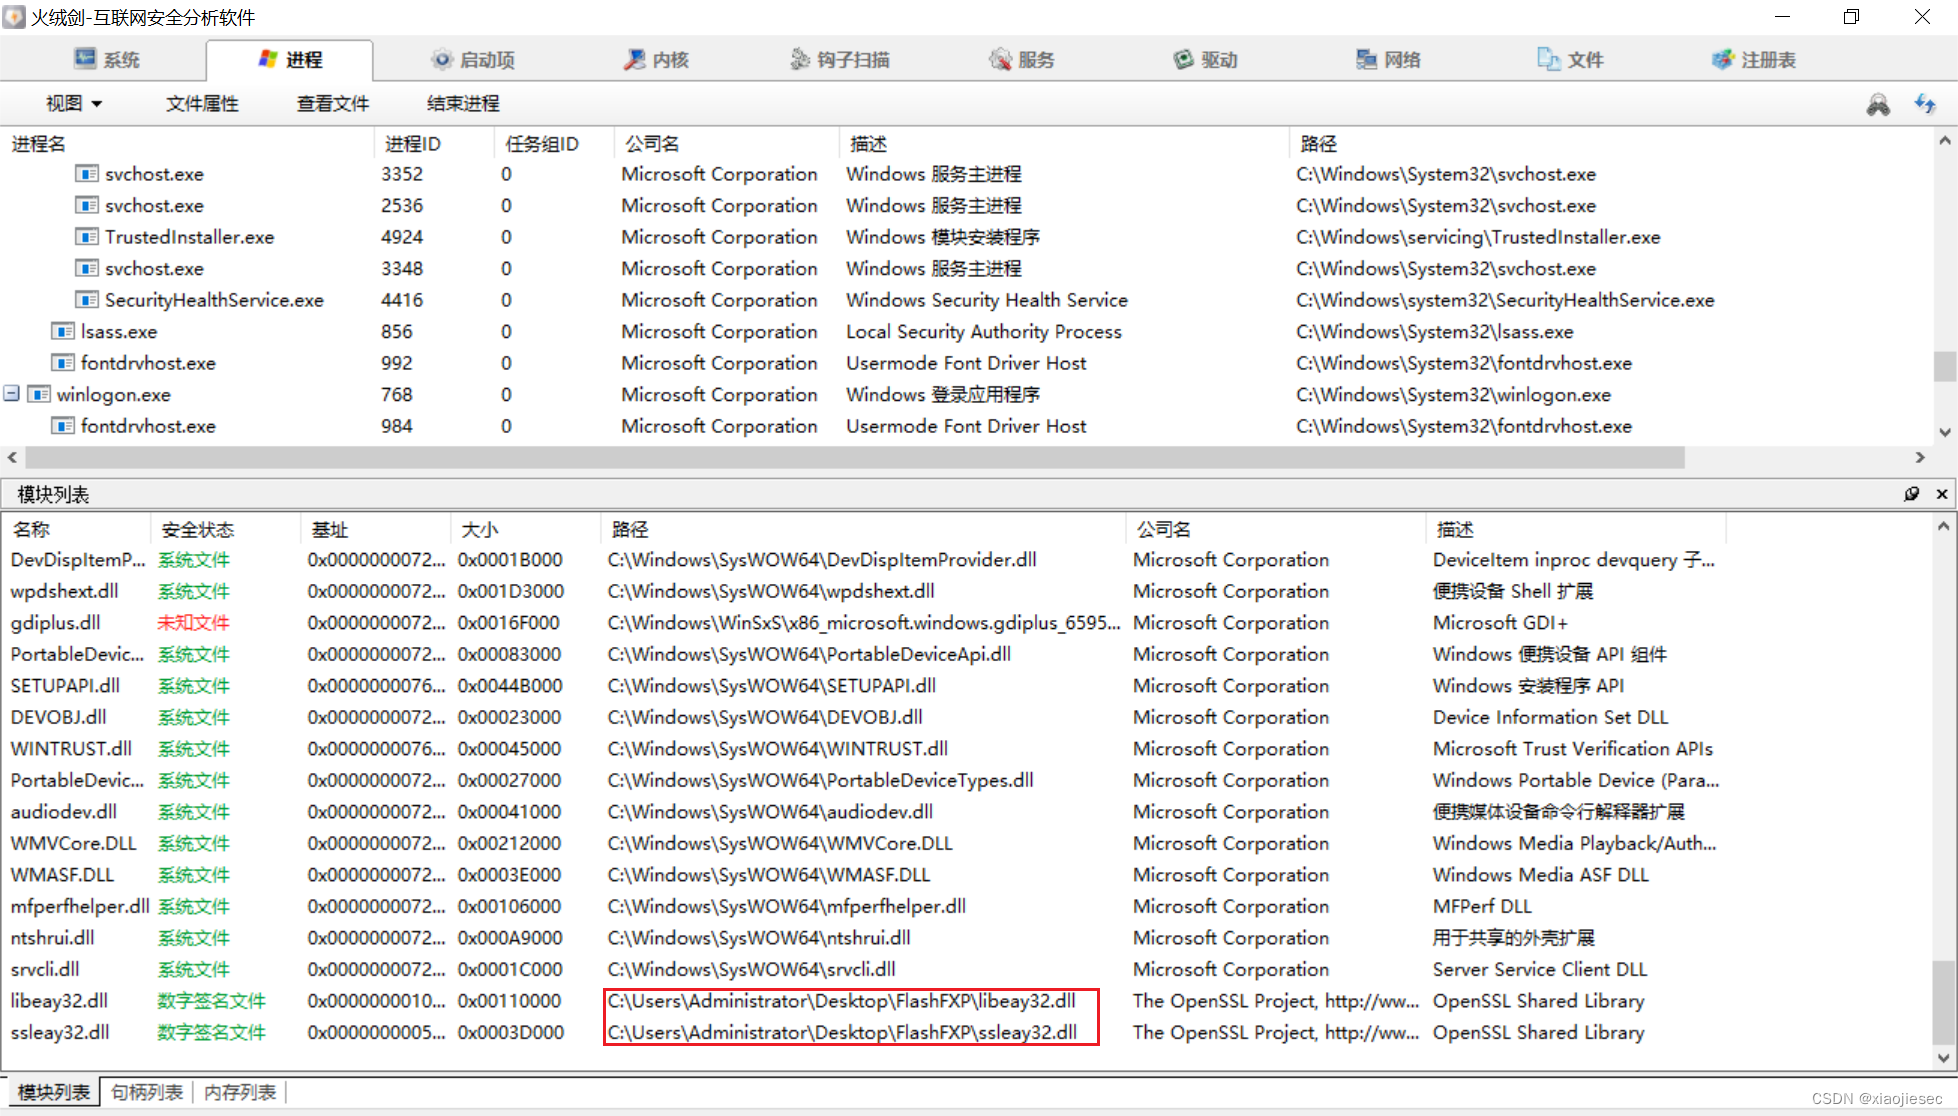 火绒剑-互联网安全分析软件
系统 进程 启动项 内核 钩子扫描 服务 驱动 网络 文件 注册表
视图 文件属性 查看文件 结束进程
进程名 进程ID 任务组ID 公司名 描述 路径
svchost.exe 3352 0 Microsoft Corporation Windows 服务主进程 C:\Windows\System32\svchost.exe
svchost.exe 2536 0 Microsoft Corporation Windows 服务主进程 C:\Windows\System32\svchost.exe
TrustedInstaller.exe 4924 0 Microsoft Corporation Windows 模块安装程序 C:\Windows\servicing\TrustedInstaller.exe
svchost.exe 3348 0 Microsoft Corporation Windows 服务主进程 C:\Windows\System32\svchost.exe
SecurityHealthService.exe 4416 0 Microsoft Corporation Windows Security Health Service C:\Windows\system32\SecurityHealthService.exe
lsass.exe 856 0 Microsoft Corporation Local Security Authority Process C:\Windows\System32\lsass.exe
fontdrvhost.exe 992 0 Microsoft Corporation Usermode Font Driver Host C:\Windows\System32\fontdrvhost.exe
winlogon.exe 768 0 Microsoft Corporation Windows 登录应用程序 C:\Windows\System32\winlogon.exe
fontdrvhost.exe 984 0 Microsoft Corporation Usermode Font Driver Host C:\Windows\System32\fontdrvhost.exe
模块列表
名称 安全状态 基址 大小 路径 公司名 描述
DevDispItemP... 系统文件 0x0000000072... 0x0001B000 C:\Windows\SysWOW64\DevDispItemProvider.dll Microsoft Corporation DeviceItem inproc devquery 子...
wpdshext.dll 系统文件 0x0000000072... 0x001D3000 C:\Windows\SysWOW64\wpdshext.dll Microsoft Corporation 便携设备 Shell 扩展
gdiplus.dll 未知文件 0x0000000072... 0x0016F000 C:\Windows\WinSxS\x86_microsoft.windows.gdiplus_6595... Microsoft Corporation Microsoft GDI+
PortableDevic... 系统文件 0x0000000072... 0x00083000 C:\Windows\SysWOW64\PortableDeviceApi.dll Microsoft Corporation Windows 便携设备 API 组件
SETUPAPI.dll 系统文件 0x0000000076... 0x0044B000 C:\Windows\SysWOW64\SETUPAPI.dll Microsoft Corporation Windows 安装程序 API
DEVOBJ.dll 系统文件 0x0000000072... 0x00023000 C:\Windows\SysWOW64\DEVOBJ.dll Microsoft Corporation Device Information Set DLL
WINTRUST.dll 系统文件 0x0000000076... 0x00045000 C:\Windows\SysWOW64\WINTRUST.dll Microsoft Corporation Microsoft Trust Verification APIs
PortableDevic... 系统文件 0x0000000072... 0x00027000 C:\Windows\SysWOW64\PortableDeviceTypes.dll Microsoft Corporation Windows Portable Device (Para...
audiodev.dll 系统文件 0x0000000072... 0x00041000 C:\Windows\SysWOW64\audiodev.dll Microsoft Corporation 便携媒体设备命令行解释器扩展
WMVCore.DLL 系统文件 0x0000000072... 0x00212000 C:\Windows\SysWOW64\WMVCore.DLL Microsoft Corporation Windows Media Playback/Auth...
WMASF.DLL 系统文件 0x0000000072... 0x0003E000 C:\Windows\SysWOW64\WMASF.DLL Microsoft Corporation Windows Media ASF DLL
mfperfhelper.dll 系统文件 0x0000000072... 0x00106000 C:\Windows\SysWOW64\mfperfhelper.dll Microsoft Corporation MFPerf DLL
ntshrui.dll 系统文件 0x0000000072... 0x000A9000 C:\Windows\SysWOW64\ntshrui.dll Microsoft Corporation 用于共享的外壳扩展
srvcli.dll 系统文件 0x0000000072... 0x0001C000 C:\Windows\SysWOW64\srvcli.dll Microsoft Corporation Server Service Client DLL
libeay32.dll 数字签名文件 0x0000000010... 0x00110000 C:\Users\Administrator\Desktop\FlashFXP\libeay32.dll The OpenSSL Project, http://ww... OpenSSL Shared Library
ssleay32.dll 数字签名文件 0x0000000005... 0x0003D000 C:\Users\Administrator\Desktop\FlashFXP\ssleay32.dll The OpenSSL Project, http://ww... OpenSSL Shared Library
模块列表 句柄列表 内存列表
CSDN @xiaojiesec